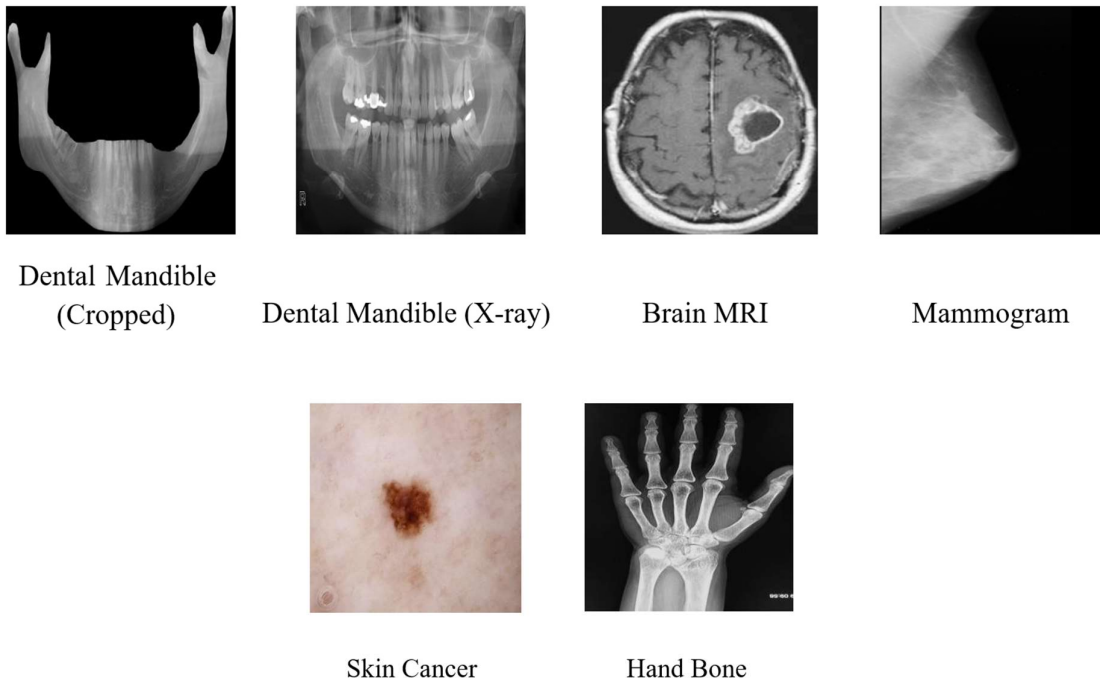 Dental Mandible
(Cropped)
Dental Mandible (X-ray)
Brain MRI
Mammogram
Skin Cancer
Hand Bone